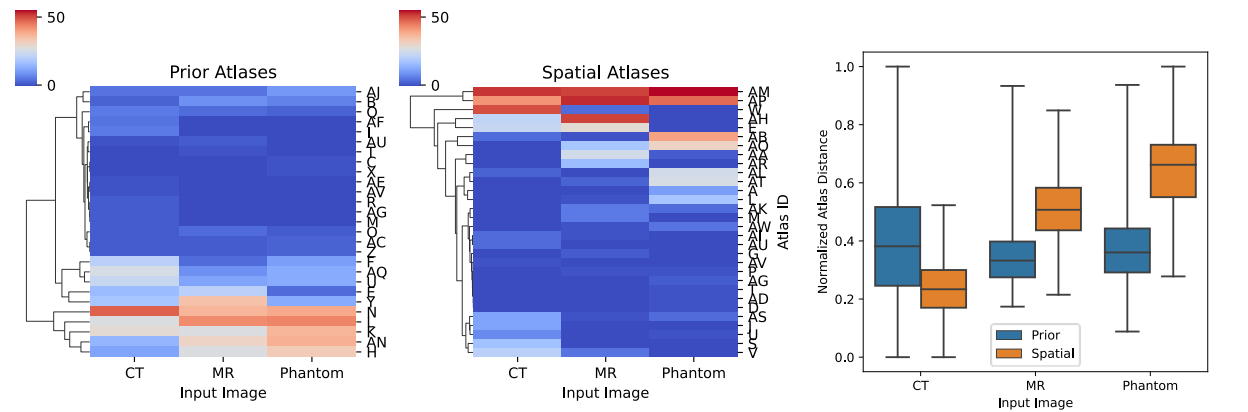 50
0
Prior Atlases
AJ
B
O
AF
AU
T
C
X
AE
AV
R
AG
M
AC
Z
F
AQ
U
E
Y
N
K
AN
H
CT MR Phantom
Input Image
50
0
Spatial Atlases
AM
AP
W
AH
AB
AA
AR
AL
AT
A
AK
M
AW
AU
G
AV
AG
AD
D
AS
U
S
V
Atlas ID
CT MR Phantom
Input Image
1.0
0.8
0.6
0.4
0.2
0.0
Normalized Atlas Distance
Prior
Spatial
CT MR Phantom
Input Image